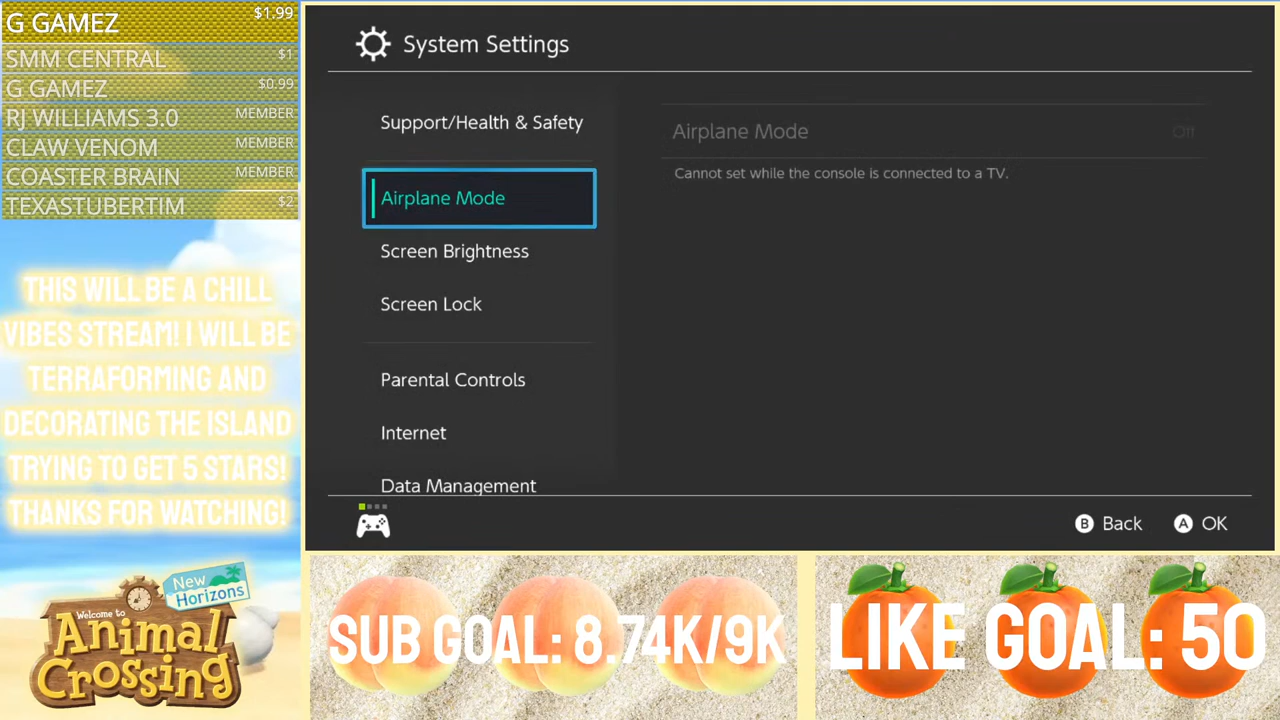 G GAMEZ $1.99
SMM CENTRAL $1
G GAMEZ $0.99
RJ WILLIAMS 3.0 MEMBER
CLAW VENOM MEMBER
COASTER BRAIN MEMBER
TEXASTUBERTIM $2
THIS WILL BE A CHILL
VIBES STREAM! I WILL BE
TERRAFORMING AND
DECORATING THE ISLAND
TRYING TO GET 5 STARS!
THANKS FOR WATCHING!
Welcome to
Animal
Crossing
New
Horizons
System Settings
Support/Health & Safety
Airplane Mode
Screen Brightness
Screen Lock
Parental Controls
Internet
Data Management
Airplane Mode Off
Cannot set while the console is connected to a TV.
B Back A OK
SUB GOAL: 8.74K/9K
LIKE GOAL: 50